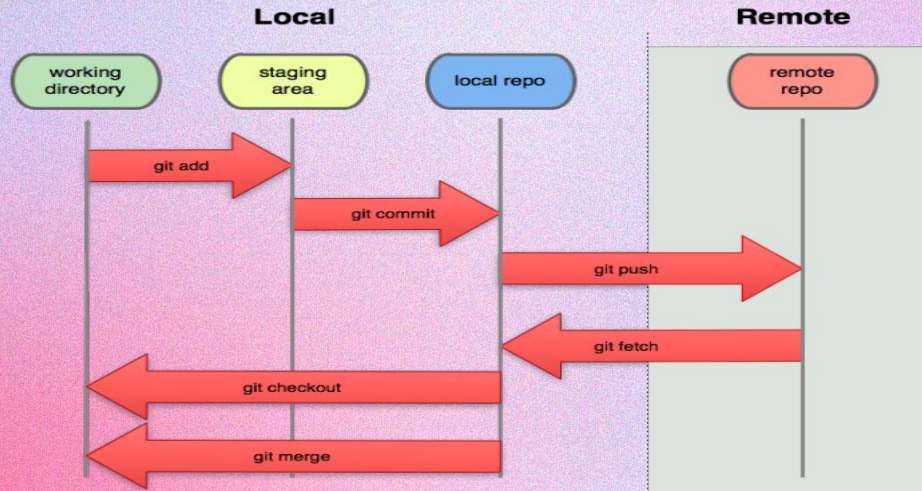 Local
Remote
working
directory
staging
area
local repo
remote
repo
git add
git commit
git push
git fetch
git checkout
git merge